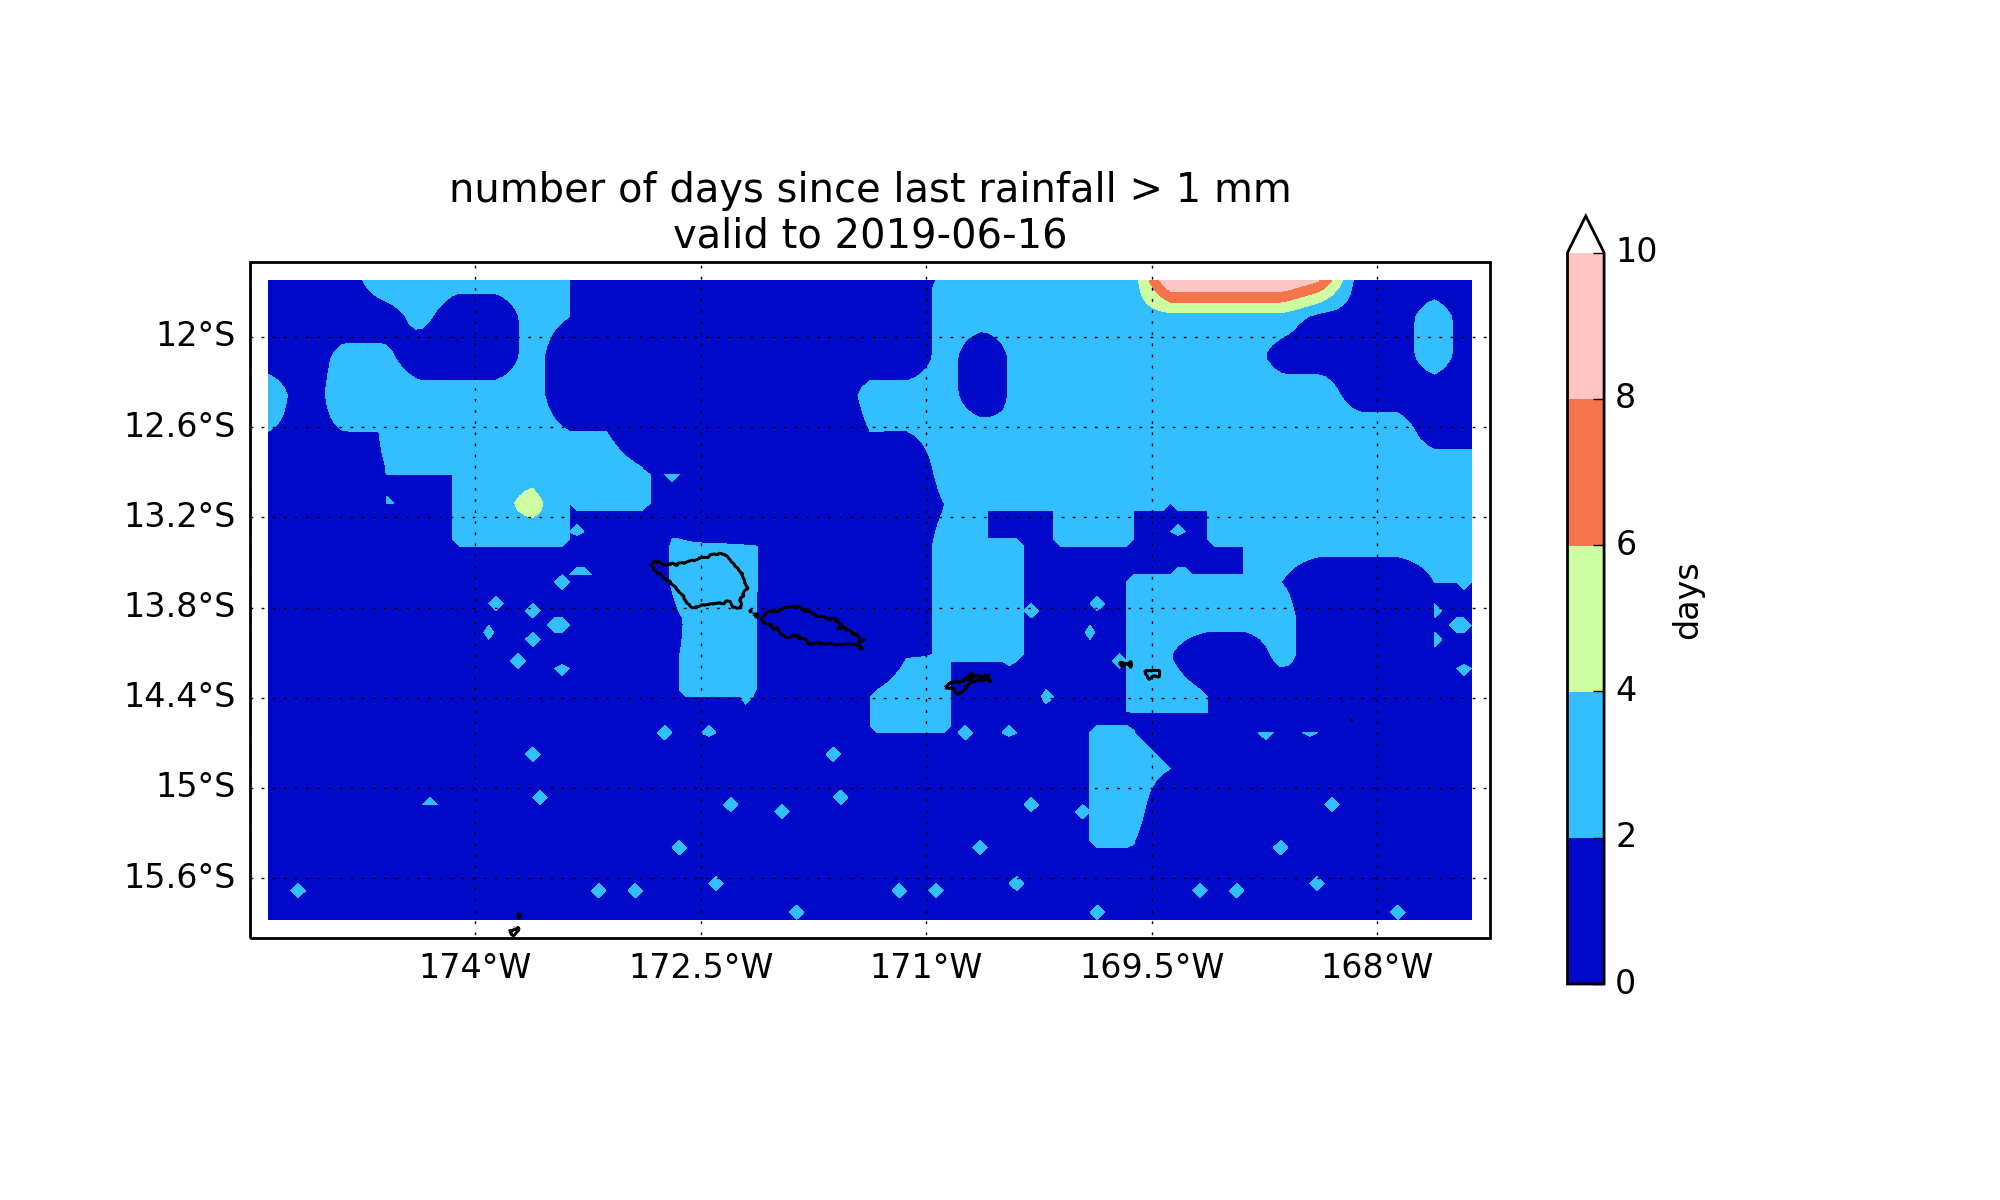 number of days since last rainfall > 1 mm
valid to 2019-06-16
12°S
12.6°S
13.2°S
13.8°S
14.4°S
15°S
15.6°S
174°W
172.5°W
171°W
169.5°W
168°W
10
8
6
4
2
0
days